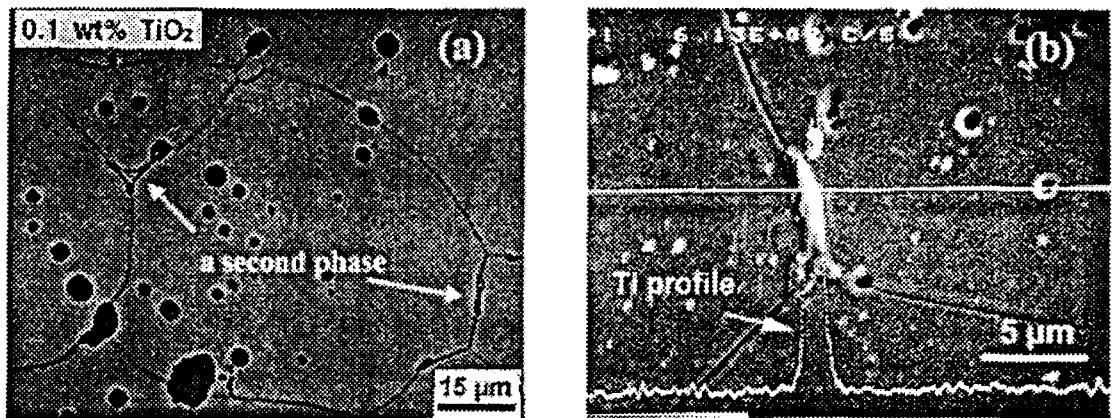 0.1 wt% TiO₂
(a)
a second phase
15 μm
(b)
Ti profile
5 μm